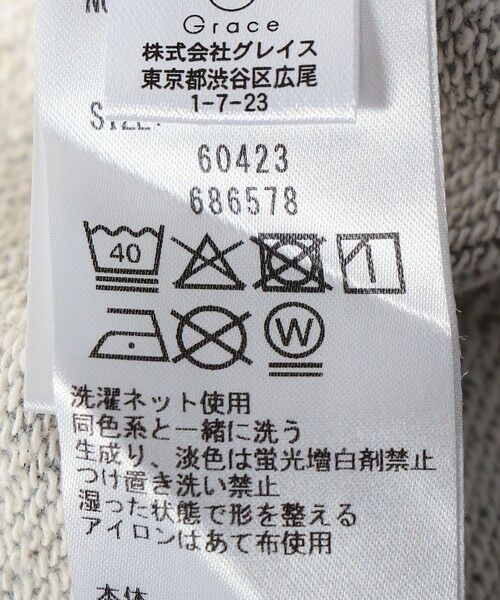 Grace
株式会社グレイス
東京都渋谷区広尾
1-7-23
60423
686578
40
W
洗濯ネット使用
同色系と一緒に洗う
生成り、淡色は蛍光増白剤禁止
つけ置き洗い禁止
湿った状態で形を整える
アイロンはあて布使用
本体